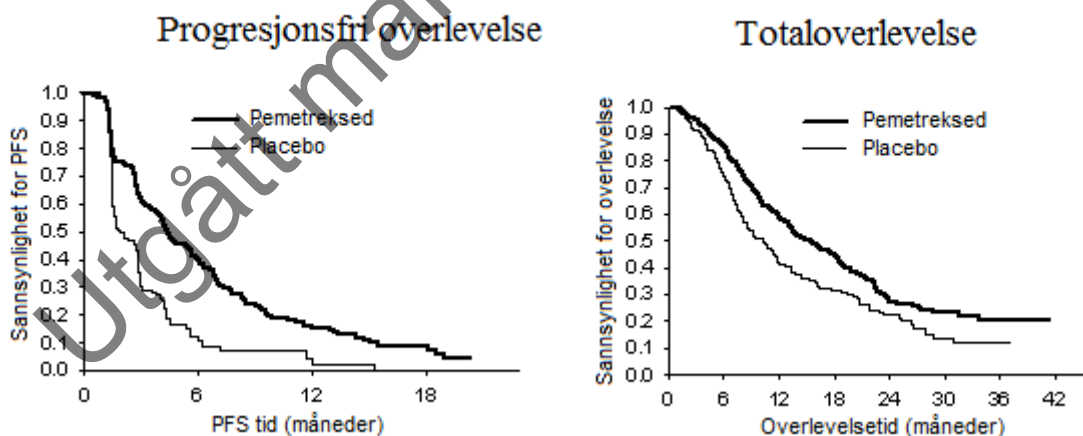 Progresjonsfri overlevelse
Sannsynlighet for PFS
1.0
0.9
0.8
0.7
0.6
0.5
0.4
0.3
0.2
0.1
0.0
Pemetreksed
Placebo
0 6 12 18
PFS tid (måneder)
Totaloverlevelse
Sannsynlighet for overlevelse
1.0
0.9
0.8
0.7
0.6
0.5
0.4
0.3
0.2
0.1
0.0
Pemetreksed
Placebo
0 6 12 18 24 30 36 42
Overlevelsetid (måneder)
Utgått